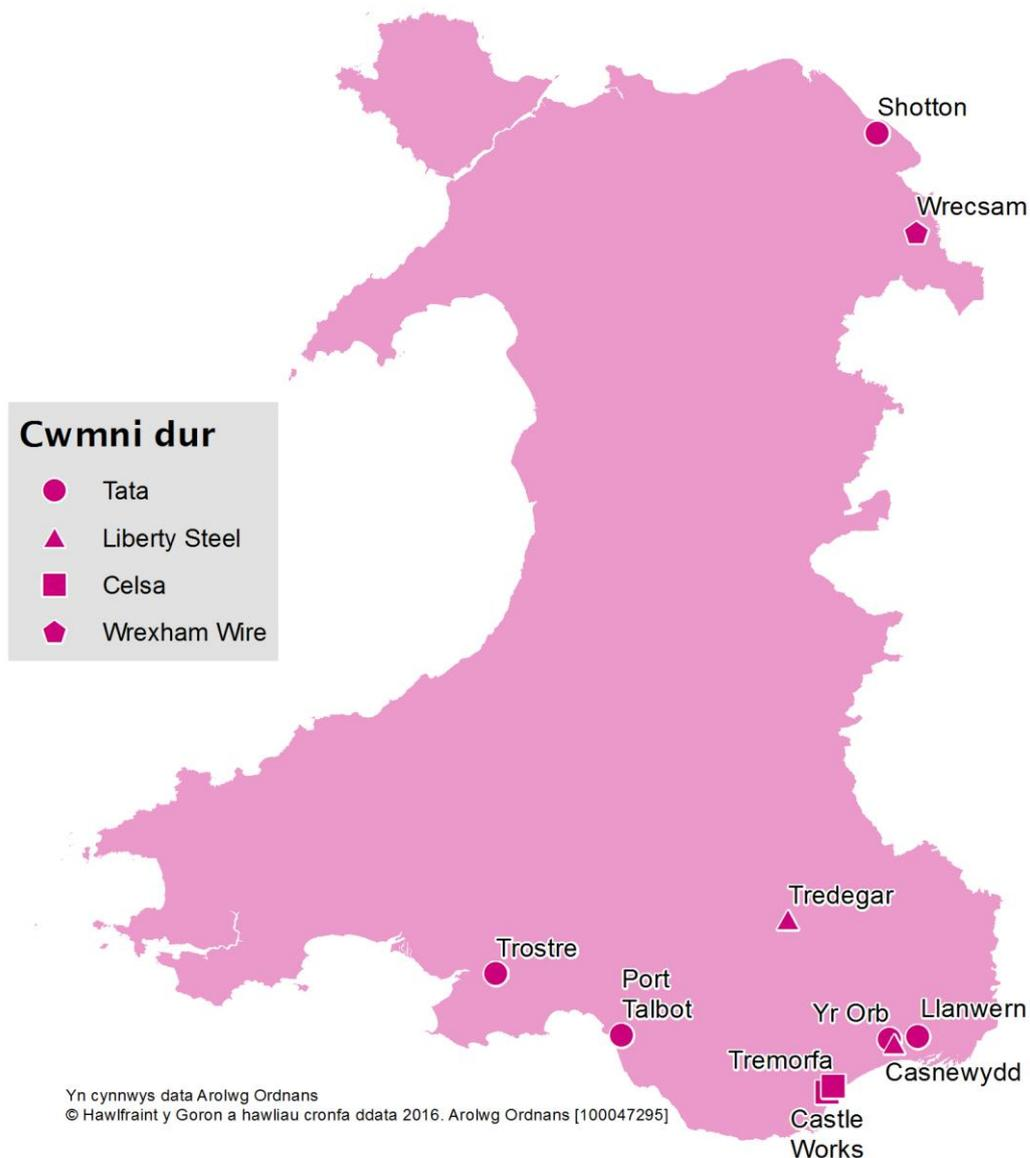 Shotton
Wrecsam
Cwmni dur
Tata
Liberty Steel
Celsa
Wrexham Wire
Tredegar
Trostre
Port
Talbot
Yr Orb
Llanwern
Tremorfa
Casnewydd
Castle
Works
Yn cynnwys data Arolwg Ordnans
© Hawlfraint y Goron a hawliau cronfa ddata 2016. Arolwg Ordnans [100047295]